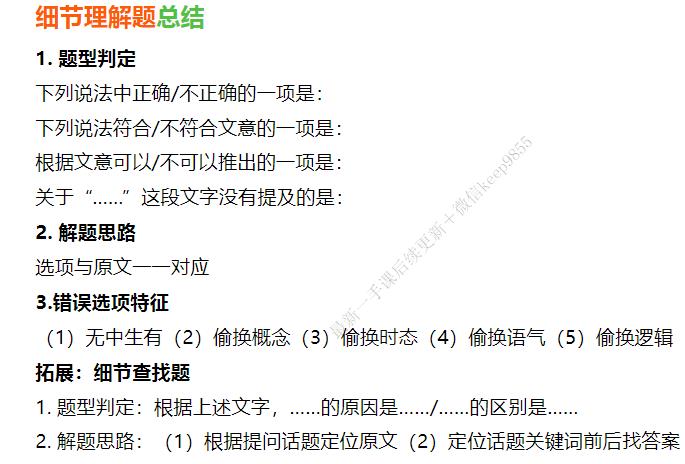 细节理解题总结
1. 题型判定
下列说法中正确/不正确的一项是：
下列说法符合/不符合文意的一项是：
根据文意可以/不可以推出的一项是：
关于“……”这段文字没有提及的是：
2. 解题思路
选项与原文一一对应
3.错误选项特征
（1）无中生有（2）偷换概念（3）偷换时态（4）偷换语气（5）偷换逻辑
拓展：细节查找题
1. 题型判定：根据上述文字，……的原因是……/……的区别是……
2. 解题思路：（1）根据提问话题定位原文（2）定位话题关键词前后找答案
最新一手课后续更新＋微信keep9855